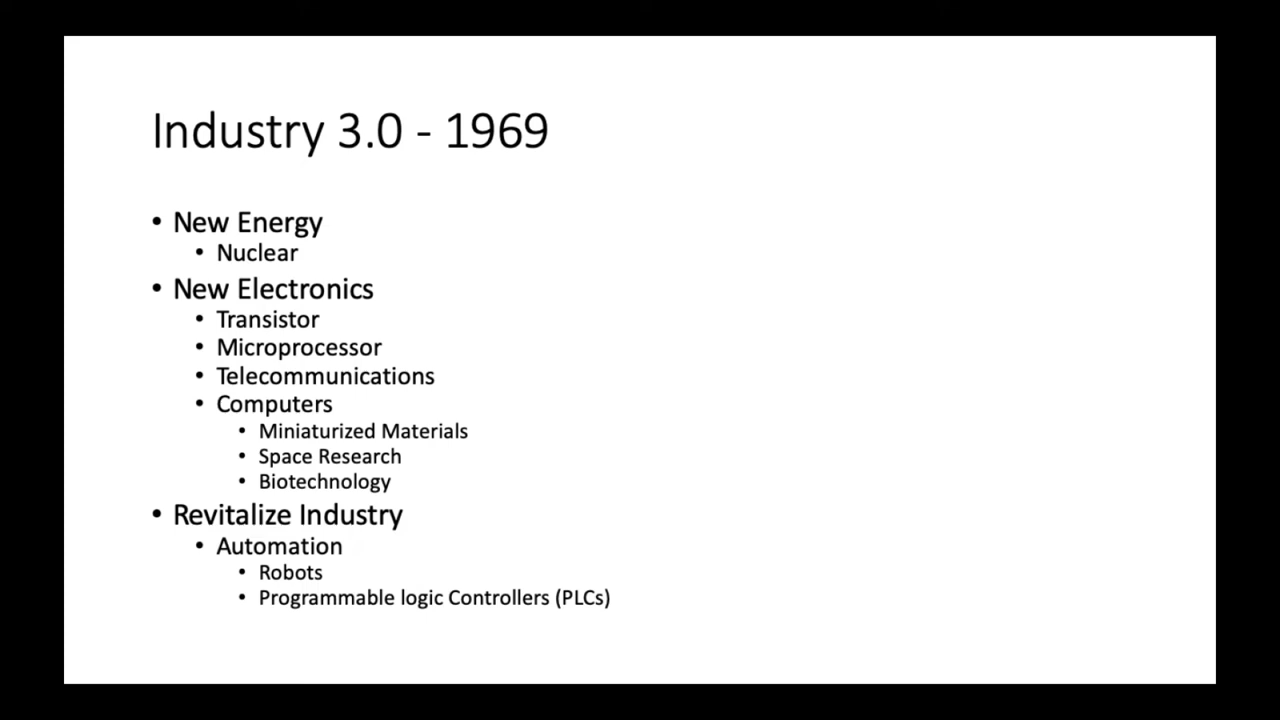 Industry 3.0 - 1969
• New Energy
• Nuclear
• New Electronics
• Transistor
• Microprocessor
• Telecommunications
• Computers
• Miniaturized Materials
• Space Research
• Biotechnology
• Revitalize Industry
• Automation
• Robots
• Programmable logic Controllers (PLCs)